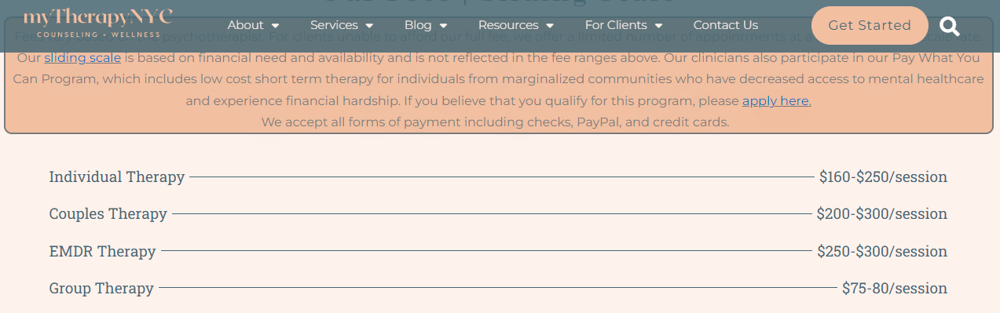 Our Fees | Sliding Scale
myTherapyNYC
COUNSELING + WELLNESS
About
Services
Blog
Resources
For Clients
Contact Us
Get Started
psychotherapist. For clients unable to afford our full fee, we offer a limited number of appointments at a scale rate.
Our sliding scale is based on financial need and availability and is not reflected in the fee ranges above. Our clinicians also participate in our Pay What You
Can Program, which includes low cost short term therapy for individuals from marginalized communities who have decreased access to mental healthcare
and experience financial hardship. If you believe that you qualify for this program, please apply here.
We accept all forms of payment including checks, PayPal, and credit cards.
Individual Therapy $160-$250/session
Couples Therapy $200-$300/session
EMDR Therapy $250-$300/session
Group Therapy $75-80/session